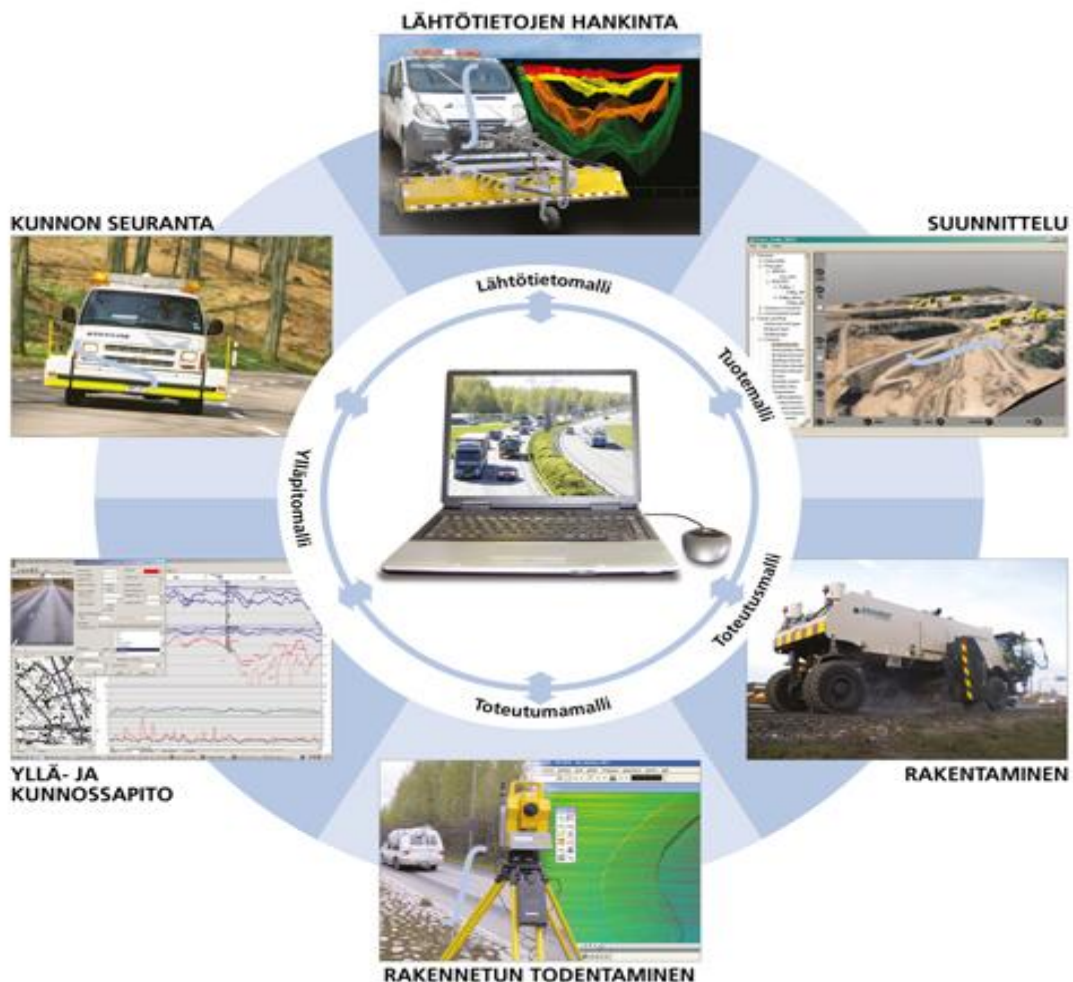 LÄHTÖTIETOJEN HANKINTA
KUNNON SEURANTA
SUUNNITTELU
Lähtötietomalli
Tuotemalli
Ylläpitomalli
Toteutusmalli
Toteutumamalli
YLLÄ- JA
KUNNOSSAPITO
RAKENTAMINEN
RAKENNETUN TODENTAMINEN